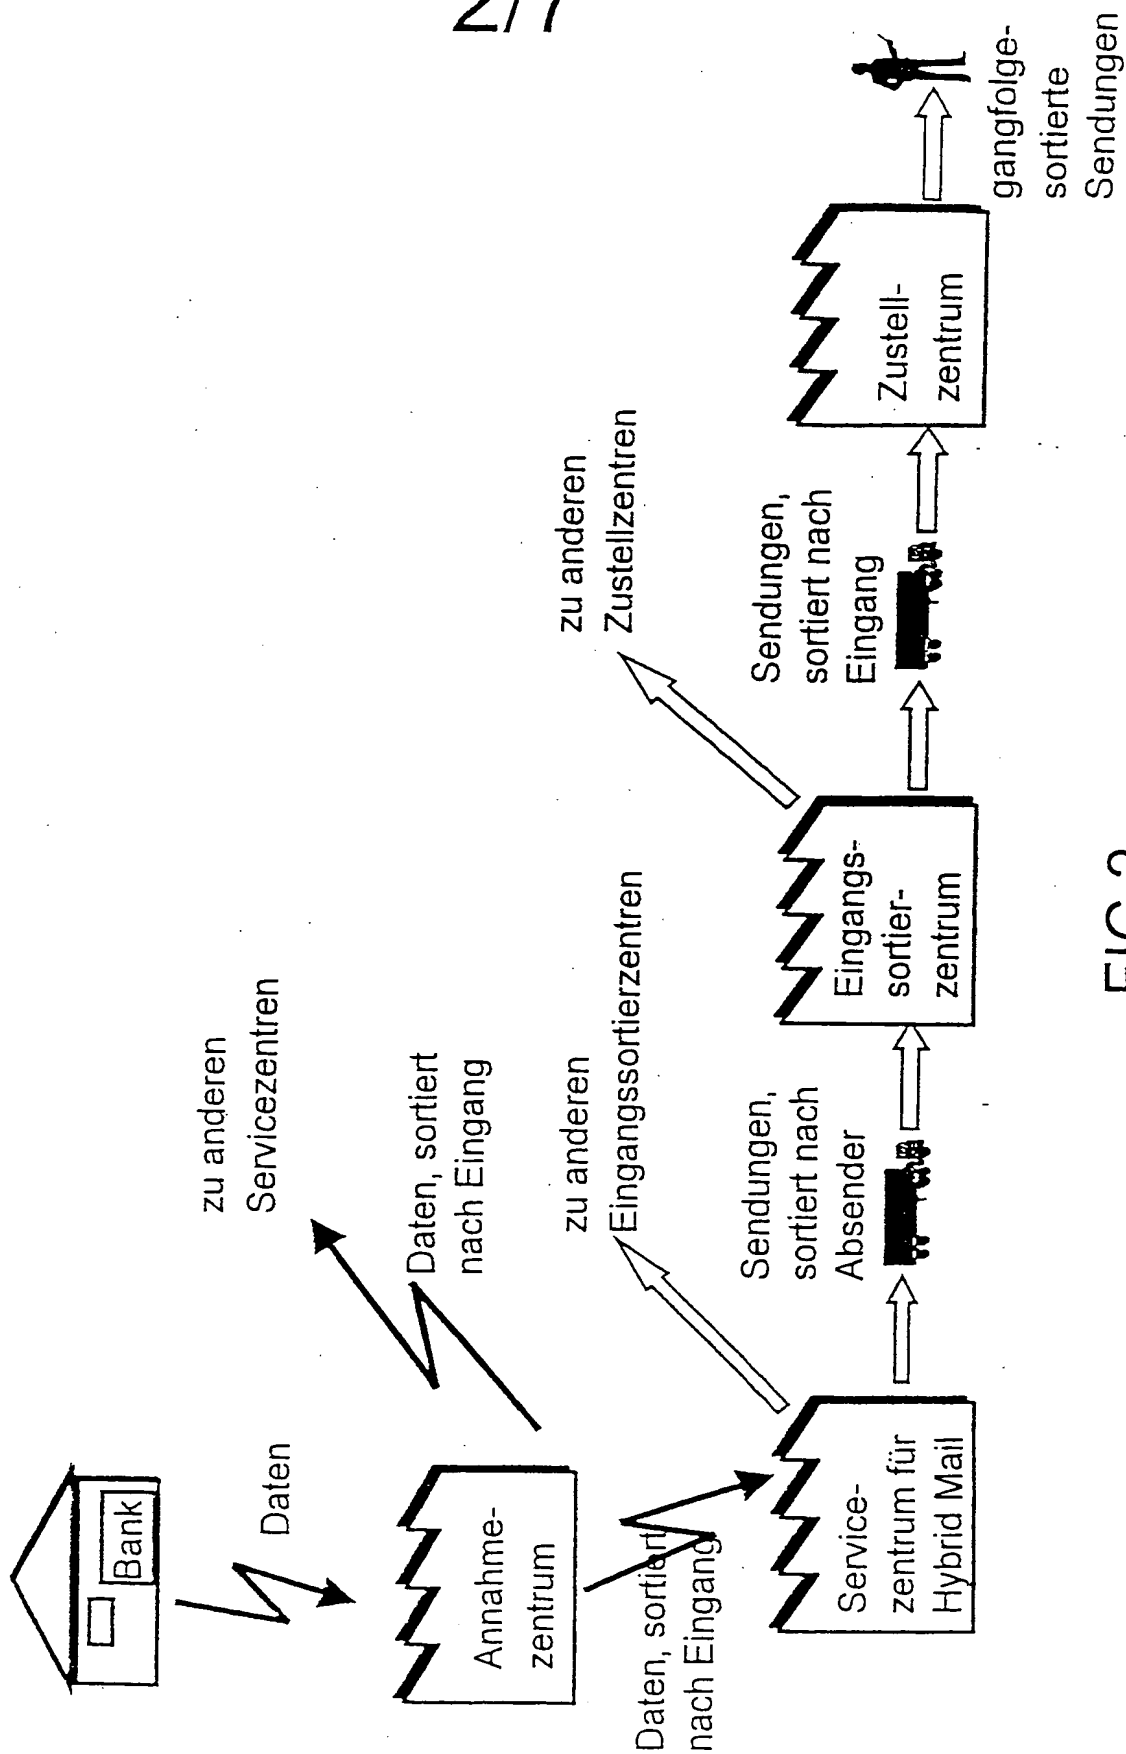 2/7
Bank
Daten
Annahme-
zentrum
zu anderen
Servicezentren
Daten, sortiert
nach Eingang
Daten, sortiert
nach Eingang
Service-
zentrum für
Hybrid Mail
zu anderen
Eingangssortierzentren
Sendungen,
sortiert nach
Absender
Eingangs-
sortier-
zentrum
zu anderen
Zustellzentren
Sendungen,
sortiert nach
Eingang
Zustell-
zentrum
gangfolge-
sortierte
Sendungen